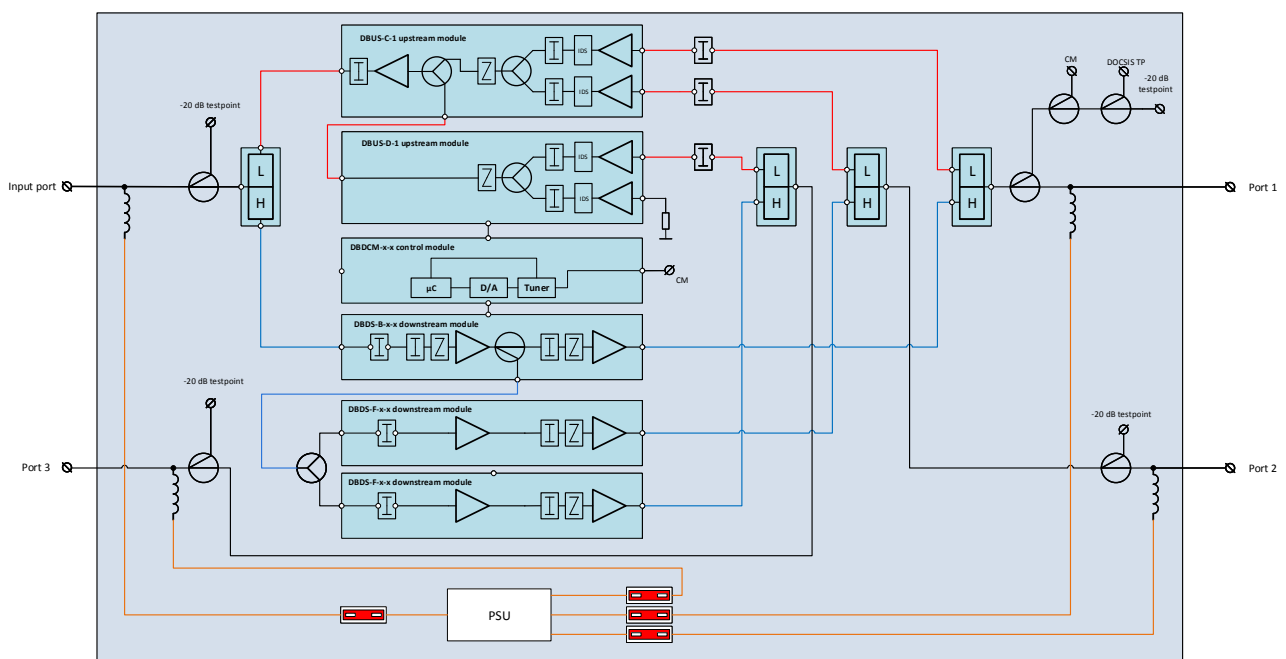 DBUS-C-1 upstream module
IDS
IDS
CM
DOCSIS TP
-20 dB
testpoint
-20 dB testpoint
DBUS-D-1 upstream module
IDS
IDS
L
H
L
H
L
H
L
H
Input port
Port 1
DBDCM-x-x control module
µC
D/A
Tuner
CM
DBDS-B-x-x downstream module
-20 dB testpoint
DBDS-F-x-x downstream module
-20 dB testpoint
Port 3
Port 2
DBDS-F-x-x downstream module
PSU